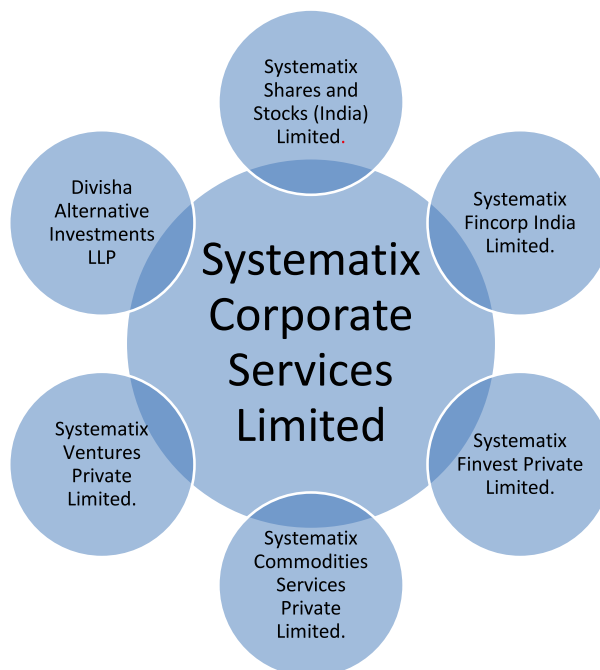 Systematix
Shares and
Stocks (India)
Limited.
Systematix
Fincorp India
Limited.
Systematix
Finvest Private
Limited.
Systematix
Commodities
Services
Private
Limited.
Systematix
Ventures
Private
Limited.
Divisha
Alternative
Investments
LLP
Systematix
Corporate
Services
Limited